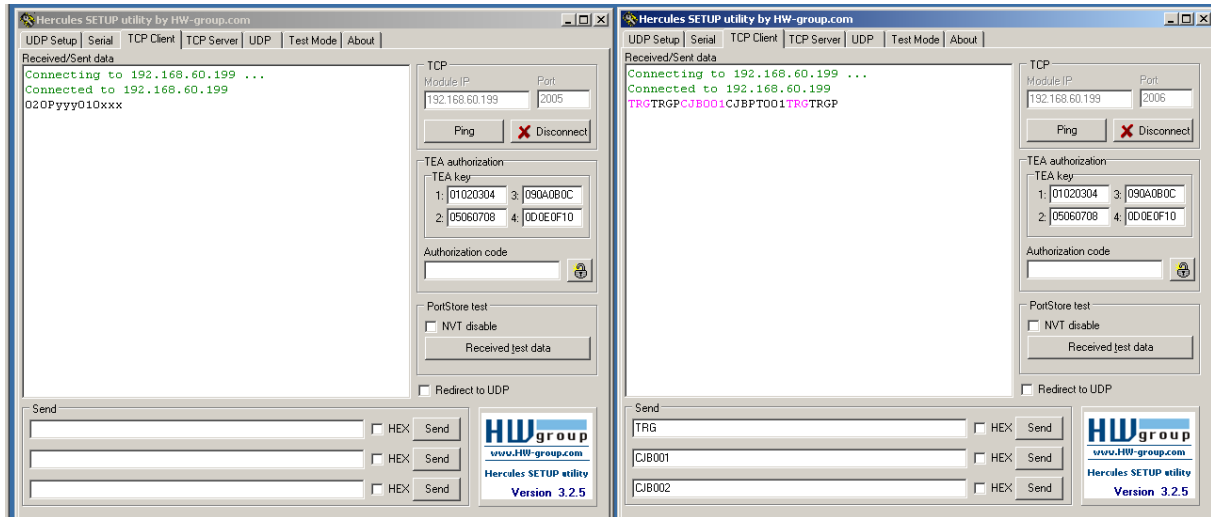 Hercules SETUP utility by HW-group.com
UDP Setup Serial TCP Client TCP Server UDP Test Mode About
Received/Sent data
Connecting to 192.168.60.199 ...
Connected to 192.168.60.199
020Pyyy010xxx
TCP
Module IP Port
192.168.60.199 2005
Ping Disconnect
TEA authorization
TEA key
1: 01020304 3: 090A0B0C
2: 05060708 4: 0D0E0F10
Authorization code
PortStore test
NVT disable
Received test data
Redirect to UDP
Send
HEX Send
HEX Send
HEX Send
HW group
www.HW-group.com
Hercules SETUP utility
Version 3.2.5
Hercules SETUP utility by HW-group.com
UDP Setup Serial TCP Client TCP Server UDP Test Mode About
Received/Sent data
Connecting to 192.168.60.199 ...
Connected to 192.168.60.199
TRGTRGPCJB001CJBPT001TRGTRGP
TCP
Module IP Port
192.168.60.199 2006
Ping Disconnect
TEA authorization
TEA key
1: 01020304 3: 090A0B0C
2: 05060708 4: 0D0E0F10
Authorization code
PortStore test
NVT disable
Received test data
Redirect to UDP
Send
TRG HEX Send
CJB001 HEX Send
CJB002 HEX Send
HW group
www.HW-group.com
Hercules SETUP utility
Version 3.2.5